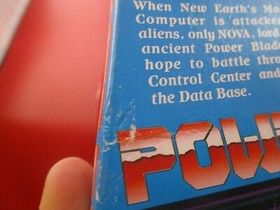 When New Earth's Ma
Computer is attacke
aliens, only NOVA, lord
ancient Power Blad
hope to battle thro
Control Center and
the Data Base.
POW